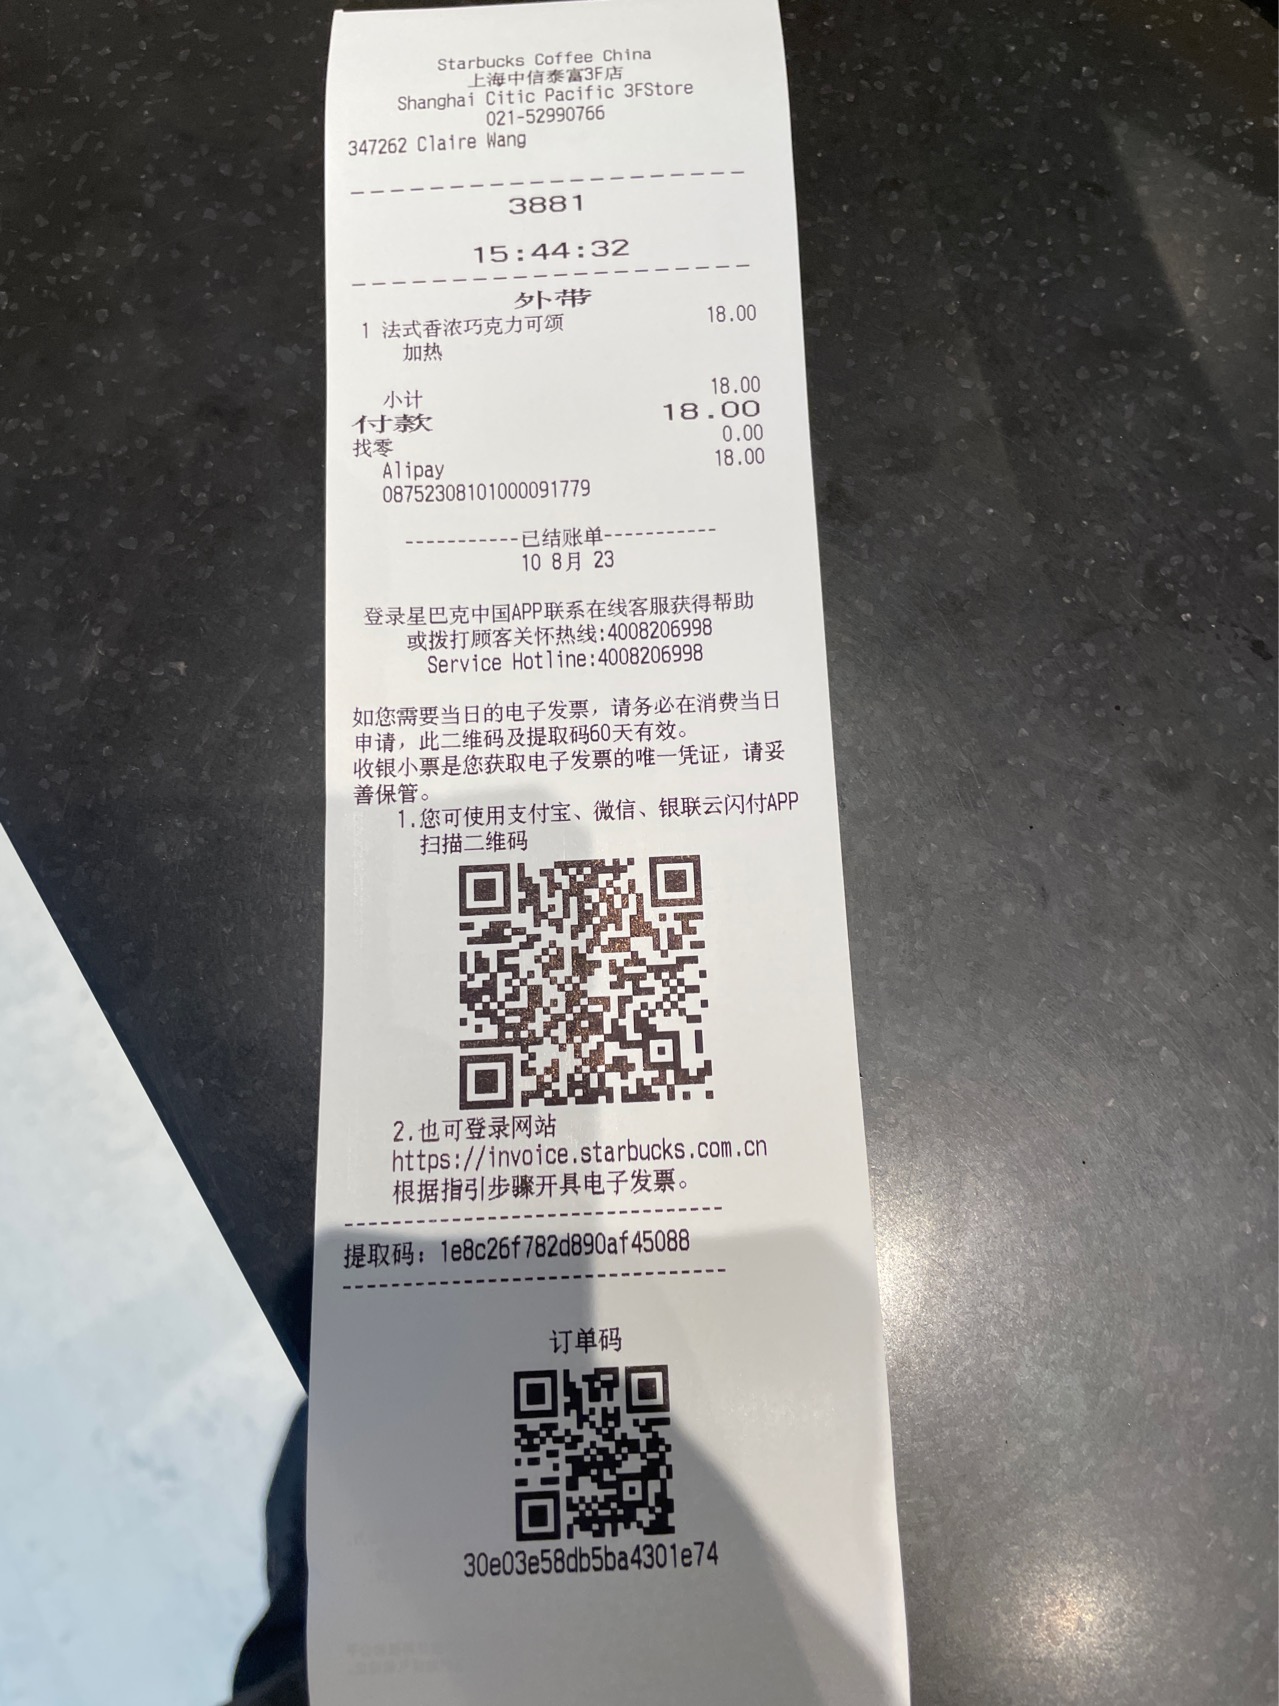 Starbucks Coffee China
上海中信泰富3F店
Shanghai Citic Pacific 3FStore
021-52990766
347262 Claire Wang
3881
15:44:32
外带
1 法式香浓巧克力可颂 18.00
加热
小计 18.00
付款 18.00
找零 0.00
Alipay 18.00
08752308101000091779
-----------已结账单-----------
10 8月 23
登录星巴克中国APP联系在线客服获得帮助
或拨打顾客关怀热线:4008206998
Service Hotline:4008206998
如您需要当日的电子发票，请务必在消费当日
申请，此二维码及提取码60天有效。
收银小票是您获取电子发票的唯一凭证，请妥
善保管。
1.您可使用支付宝、微信、银联云闪付APP
扫描二维码
2.也可登录网站
https://invoice.starbucks.com.cn
根据指引步骤开具电子发票。
提取码: 1e8c26f782d890af45088
订单码
30e03e58db5ba4301e74